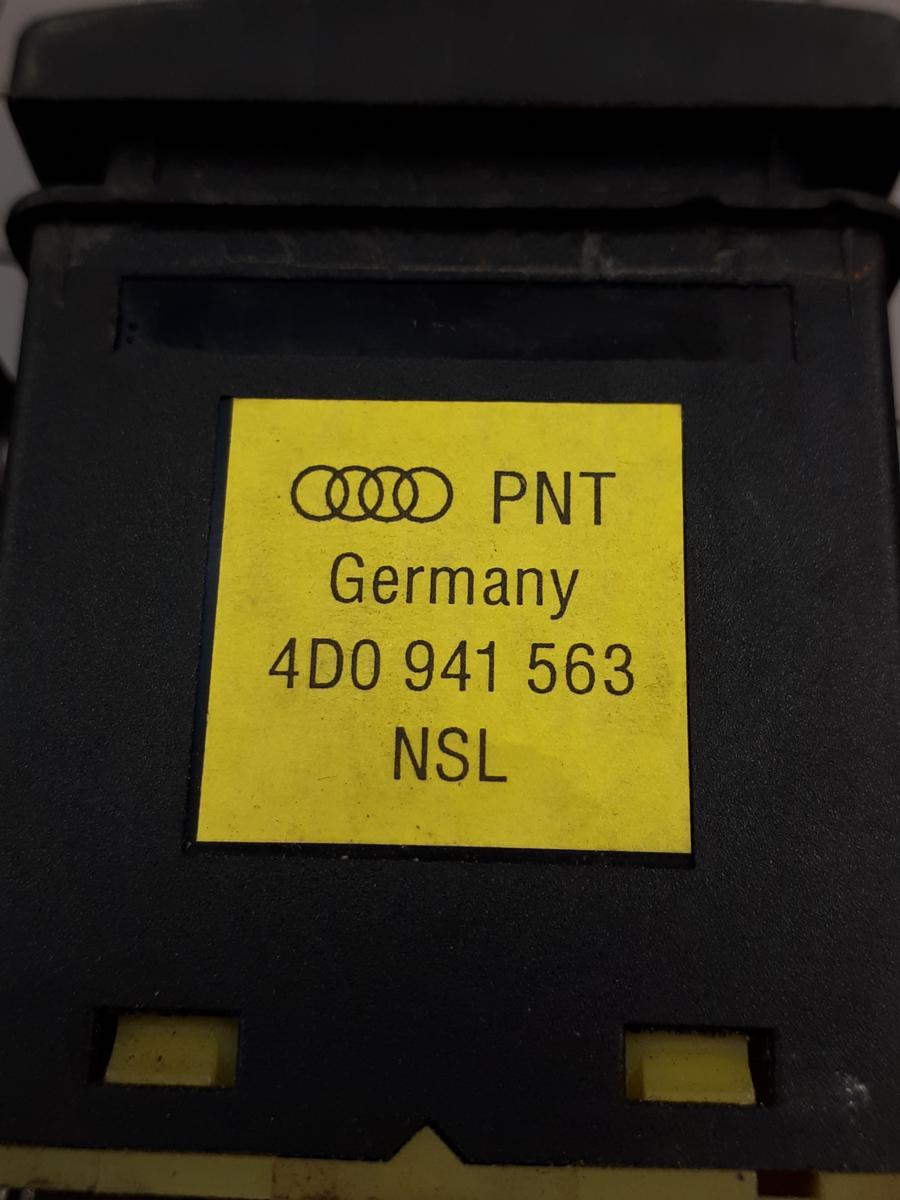 PNT
Germany
4D0 941 563
NSL